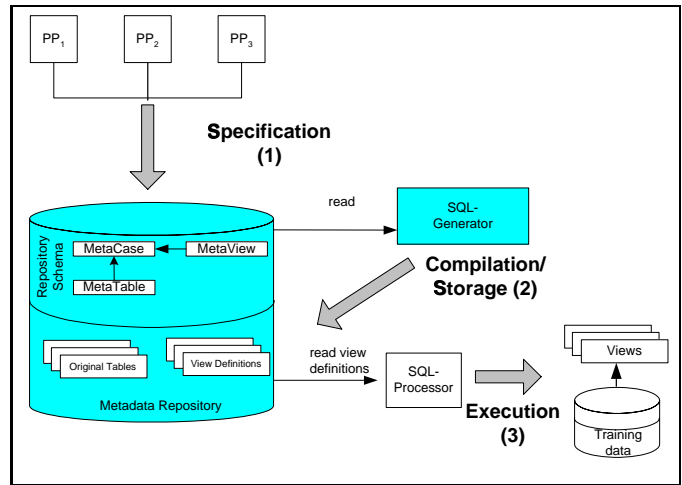 PP1
PP2
PP3
Specification
(1)
read
SQL-
Generator
Repository
Schema
MetaCase
MetaView
MetaTable
Compilation/
Storage (2)
Original Tables
View Definitions
Metadata Repository
read view
definitions
SQL-
Processor
Execution
(3)
Views
Training
data